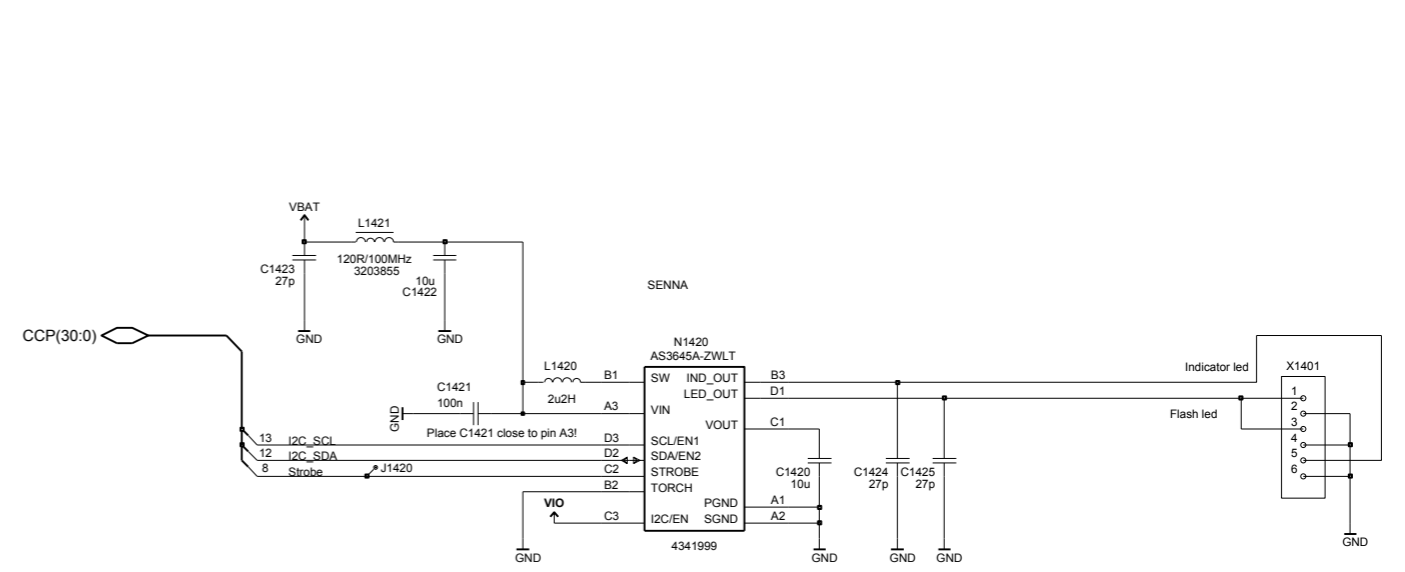 VBAT
L1421
120R/100MHz
3203855
C1423
27p
10u
C1422
GND
GND
SENNA
CCP(30:0)
N1420
AS3645A-ZWLT
L1420
2u2H
C1421
100n
GND
Place C1421 close to pin A3!
13 I2C_SCL
12 I2C_SDA
8 Strobe
J1420
VIO
GND
B1
A3
D3
D2
C2
B2
C3
SW IND_OUT
LED_OUT
VIN
VOUT
SCL/EN1
SDA/EN2
STROBE
TORCH
PGND
I2C/EN SGND
4341999
B3
D1
C1
A1
A2
C1420
10u
GND
C1424
27p
GND
C1425
27p
GND
Indicator led
Flash led
X1401
1
2
3
4
5
6
GND